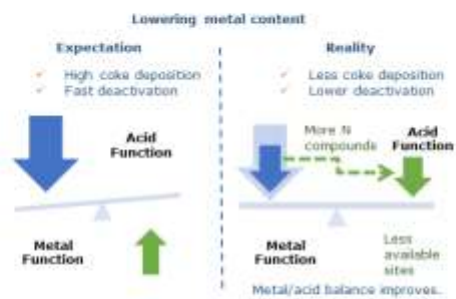 Lowering metal content
Expectation
High coke deposition
Fast deactivation
Acid
Function
Metal
Function
Reality
Less coke deposition
Lower deactivation
More N
compounds
Acid
Function
Metal
Function
Less
available
sites
Metal/acid balance improves.